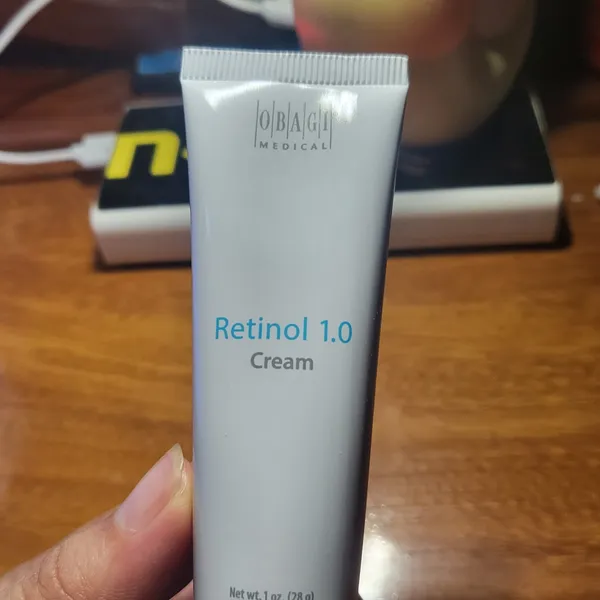 OBAGI
MEDICAL
Retinol 1.0
Cream
Net wt. 1 oz. (28 g)